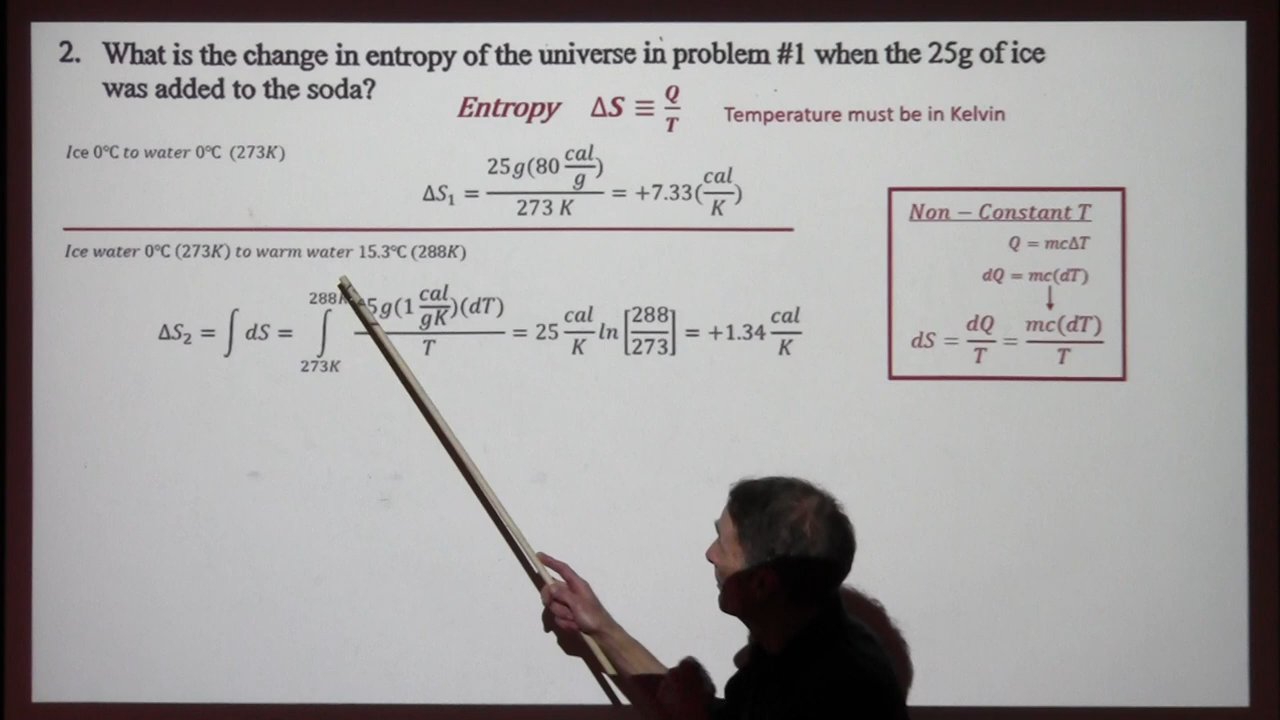 2. What is the change in entropy of the universe in problem #1 when the 25g of ice
was added to the soda?
Entropy ΔS ≡ Q/T
Temperature must be in Kelvin
Ice 0°C to water 0°C (273K)
ΔS₁ = 25g(80 cal/g) / 273 K = +7.33(cal/K)
Ice water 0°C (273K) to warm water 15.3°C (288K)
ΔS₂ = ∫ dS = ∫ 273K 288 5g(1 cal/gK)(dT) / T = 25 cal/K ln [288/273] = +1.34 cal/K
Non − Constant T
Q = mcΔT
dQ = mc(dT)
↓
dS = dQ/T = mc(dT)/T